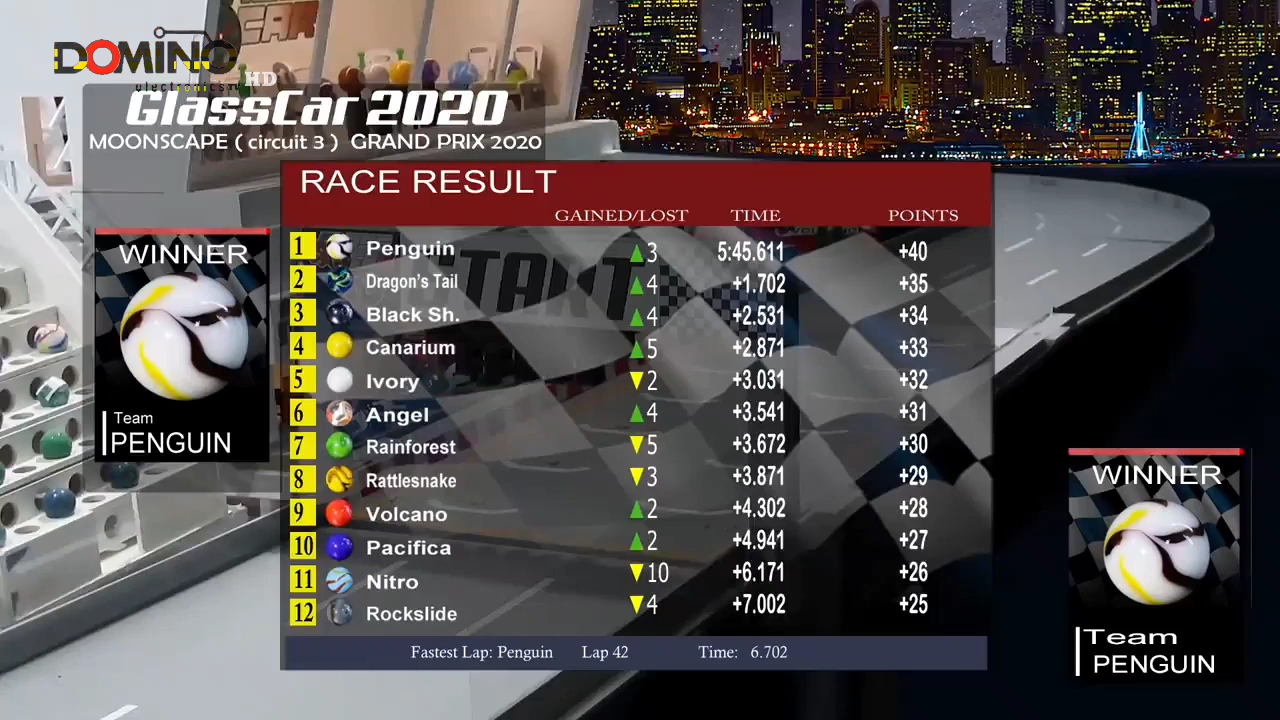 DOMINO
electronics.tv HD
GlassCar 2020
MOONSCAPE ( circuit 3 ) GRAND PRIX 2020
RACE RESULT
GAINED/LOST TIME POINTS
1 Penguin ▲3 5:45.611 +40
2 Dragon's Tail ▲4 +1.702 +35
3 Black Sh. ▲4 +2.531 +34
4 Canarium ▲5 +2.871 +33
5 Ivory ▼2 +3.031 +32
6 Angel ▲4 +3.541 +31
7 Rainforest ▼5 +3.672 +30
8 Rattlesnake ▼3 +3.871 +29
9 Volcano ▲2 +4.302 +28
10 Pacifica ▲2 +4.941 +27
11 Nitro ▼10 +6.171 +26
12 Rockslide ▼4 +7.002 +25
Fastest Lap: Penguin Lap 42 Time: 6.702
WINNER
Team
PENGUIN
WINNER
Team
PENGUIN
START